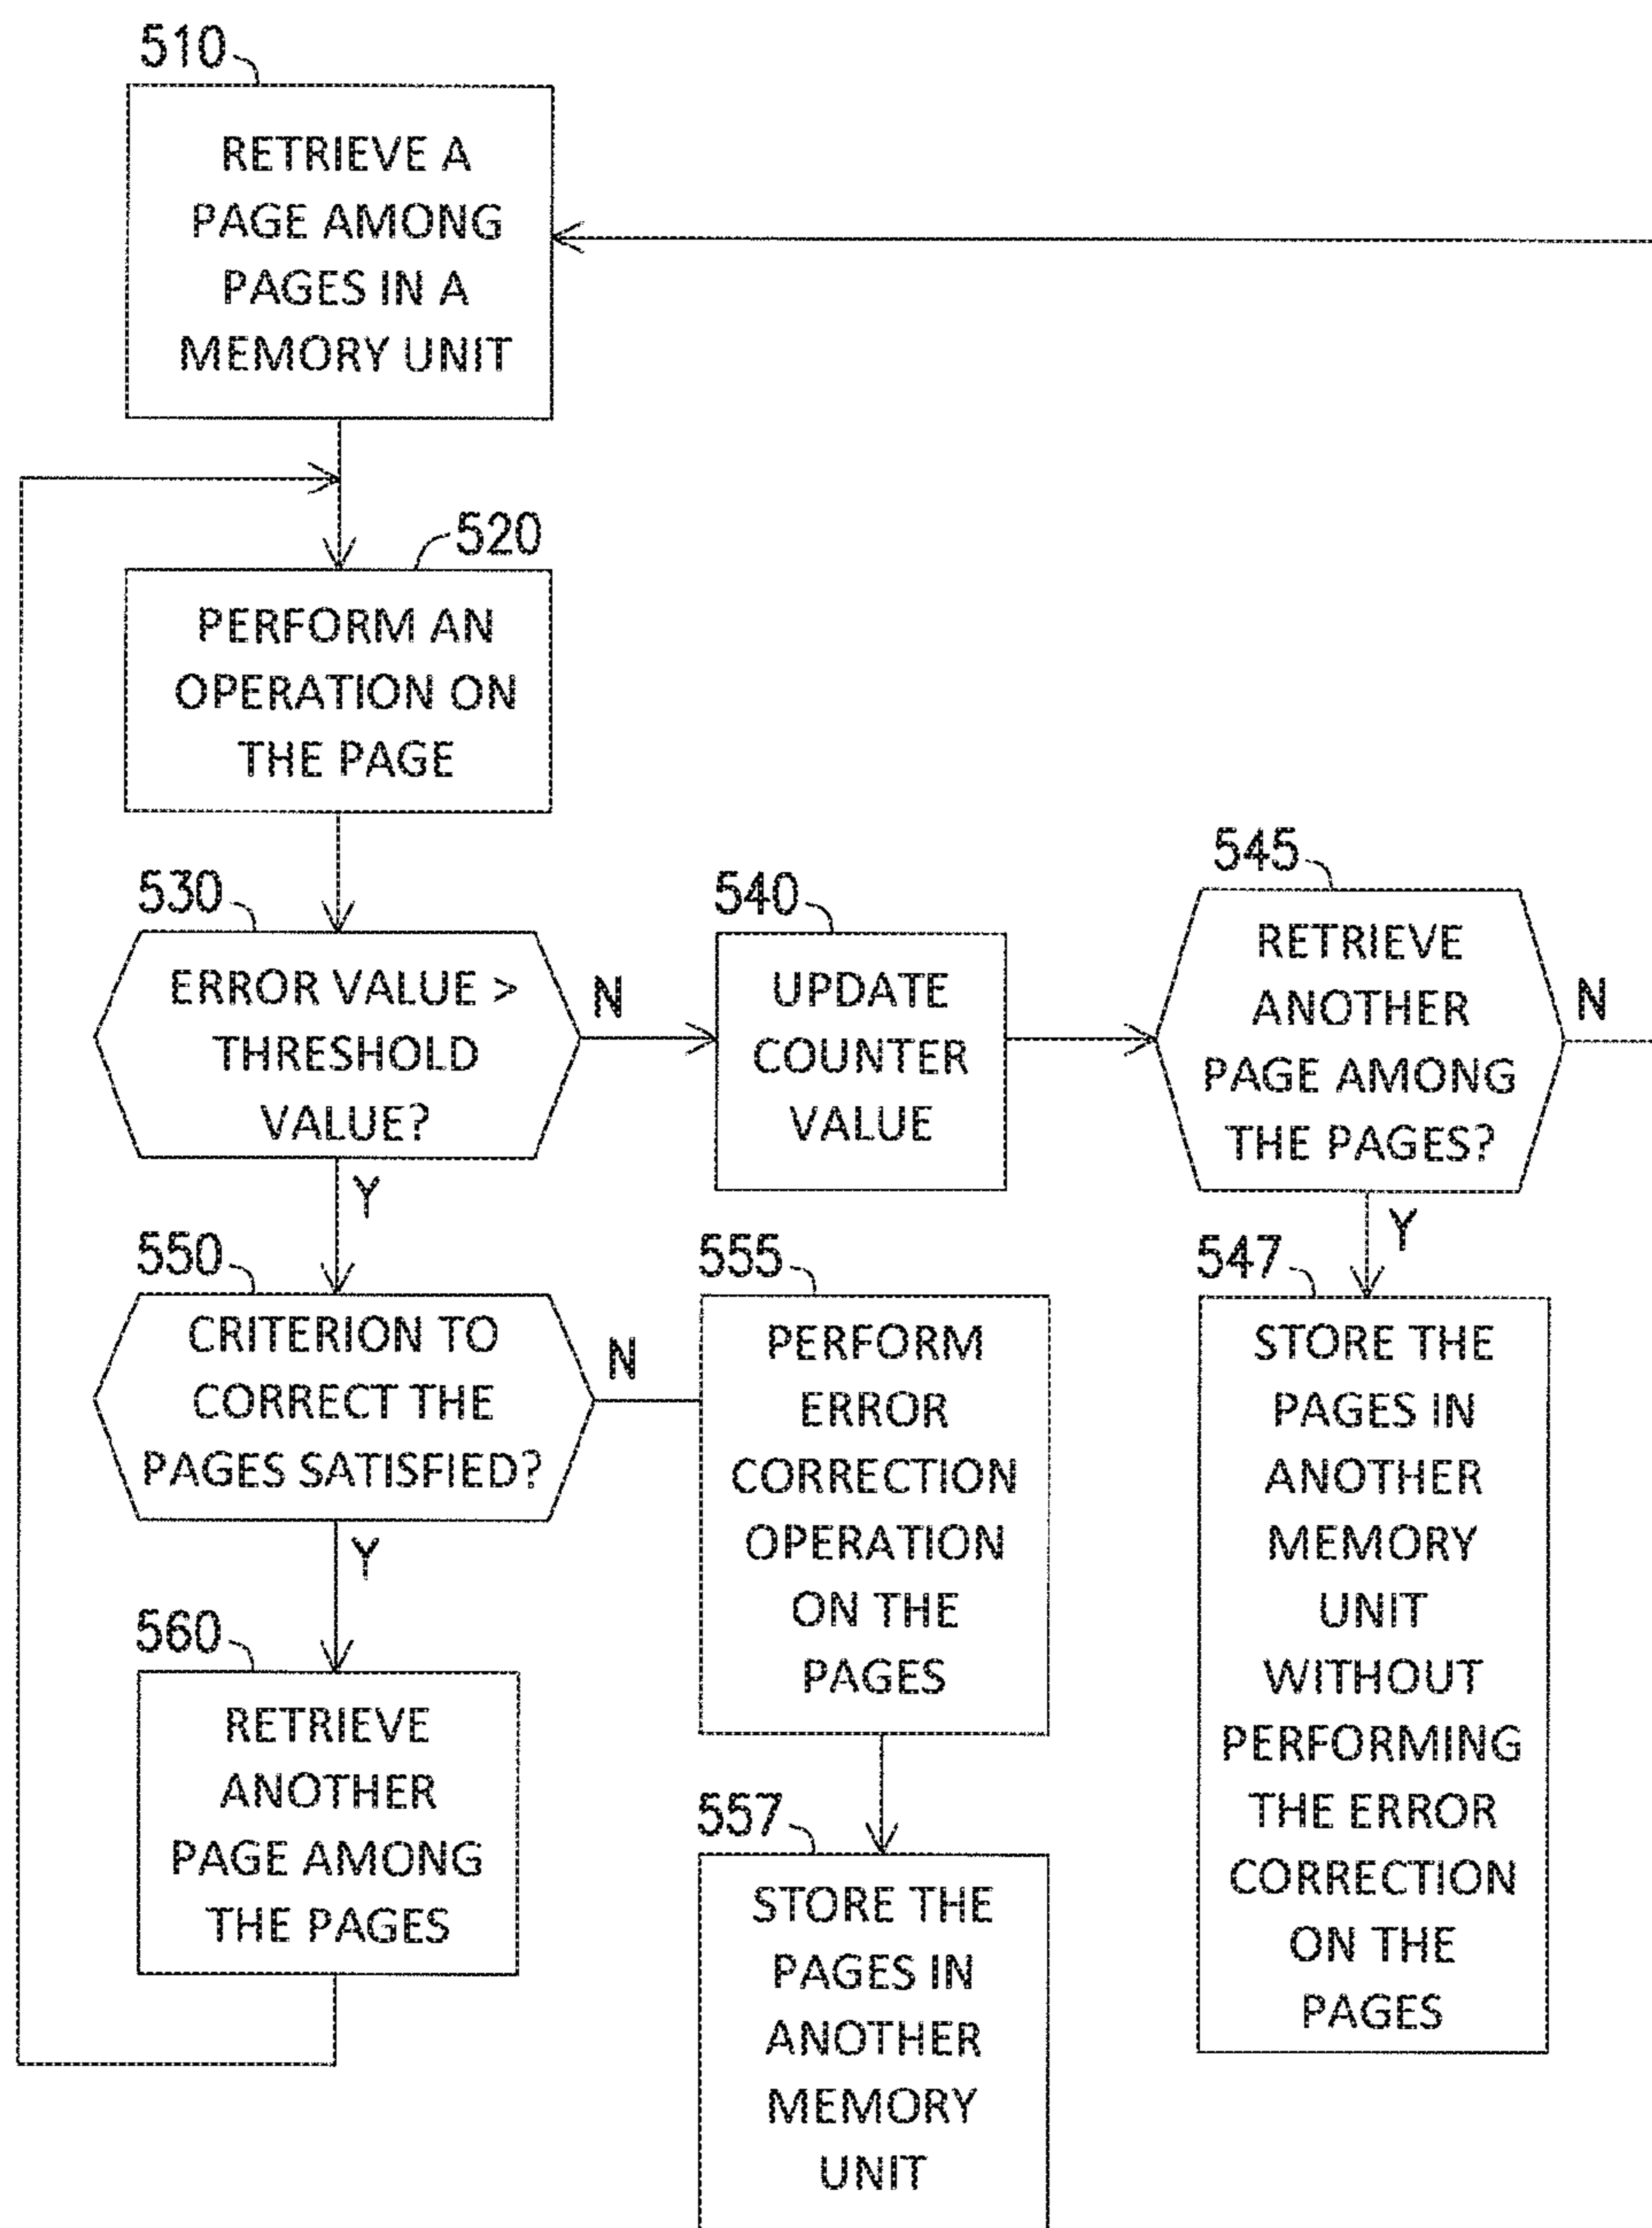 510
RETRIEVE A
PAGE AMONG
PAGES IN A
MEMORY UNIT
520
PERFORM AN
OPERATION ON
THE PAGE
530
ERROR VALUE >
THRESHOLD
VALUE?
N
Y
540
UPDATE
COUNTER
VALUE
545
RETRIEVE
ANOTHER
PAGE AMONG
THE PAGES?
N
Y
547
STORE THE
PAGES IN
ANOTHER
MEMORY
UNIT
WITHOUT
PERFORMING
THE ERROR
CORRECTION
ON THE
PAGES
550
CRITERION TO
CORRECT THE
PAGES SATISFIED?
N
Y
555
PERFORM
ERROR
CORRECTION
OPERATION
ON THE
PAGES
557
STORE THE
PAGES IN
ANOTHER
MEMORY
UNIT
560
RETRIEVE
ANOTHER
PAGE AMONG
THE PAGES